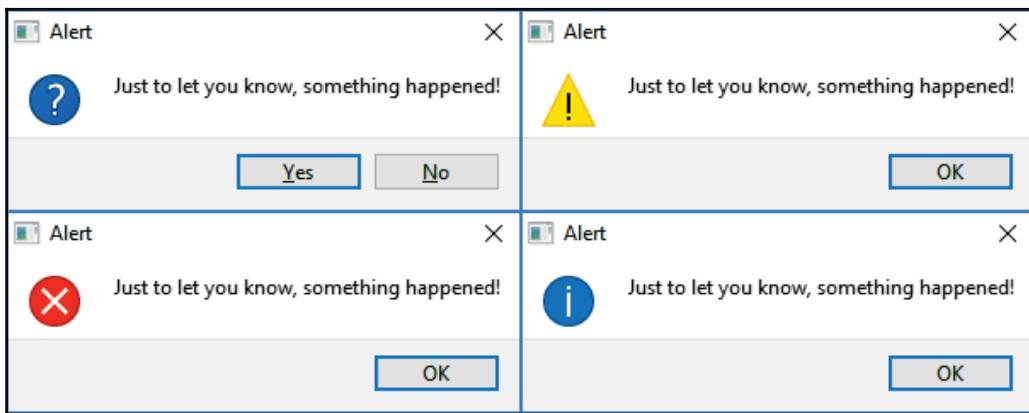 Alert
Just to let you know, something happened!
Yes No
Alert
Just to let you know, something happened!
OK
Alert
Just to let you know, something happened!
OK
Alert
Just to let you know, something happened!
OK